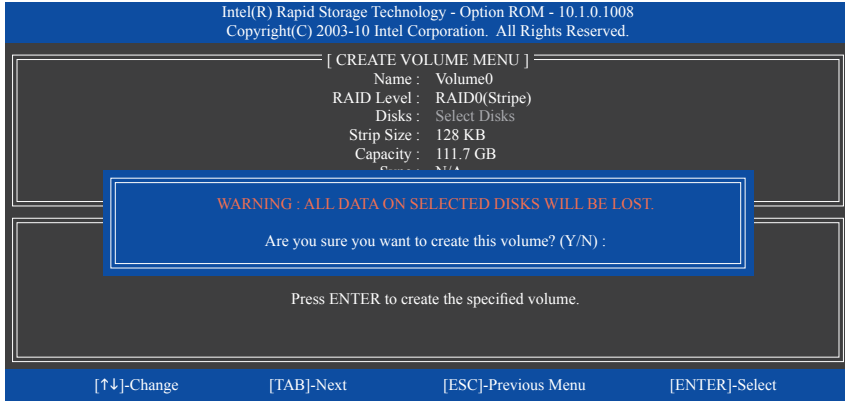 Intel(R) Rapid Storage Technology - Option ROM - 10.1.0.1008
Copyright(C) 2003-10 Intel Corporation. All Rights Reserved.
[ CREATE VOLUME MENU ]
Name : Volume0
RAID Level : RAID0(Stripe)
Disks : Select Disks
Strip Size : 128 KB
Capacity : 111.7 GB
Sync : N/A
WARNING : ALL DATA ON SELECTED DISKS WILL BE LOST.
Are you sure you want to create this volume? (Y/N) :
Press ENTER to create the specified volume.
[↑↓]-Change [TAB]-Next [ESC]-Previous Menu [ENTER]-Select